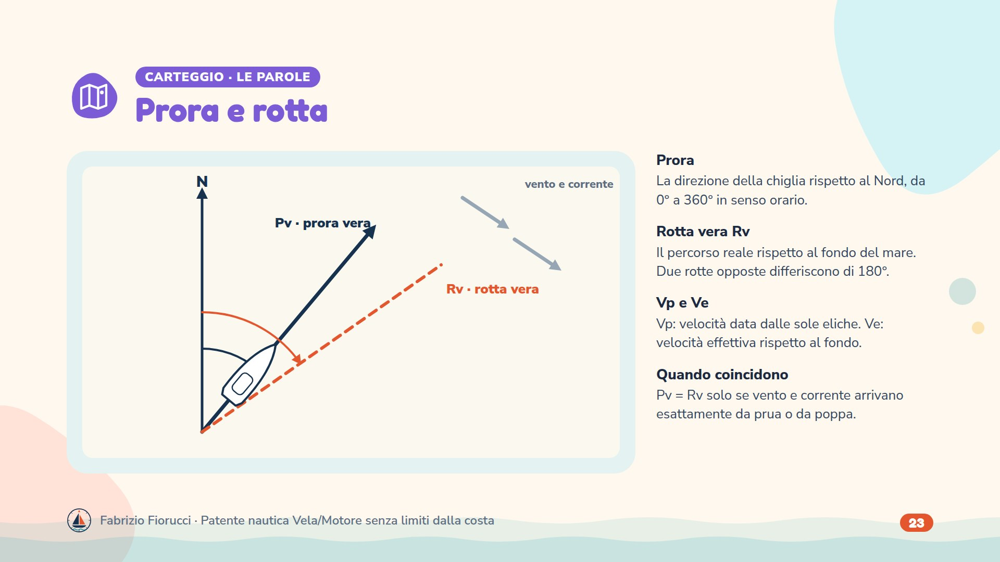 CARTEGGIO · LE PAROLE
Prora e rotta
N
vento e corrente
Pv · prora vera
Rv · rotta vera
Prora
La direzione della chiglia rispetto al Nord, da
0° a 360° in senso orario.
Rotta vera Rv
Il percorso reale rispetto al fondo del mare.
Due rotte opposte differiscono di 180°.
Vp e Ve
Vp: velocità data dalle sole eliche. Ve:
velocità effettiva rispetto al fondo.
Quando coincidono
Pv = Rv solo se vento e corrente arrivano
esattamente da prua o da poppa.
Fabrizio Fiorucci · Patente nautica Vela/Motore senza limiti dalla costa
23